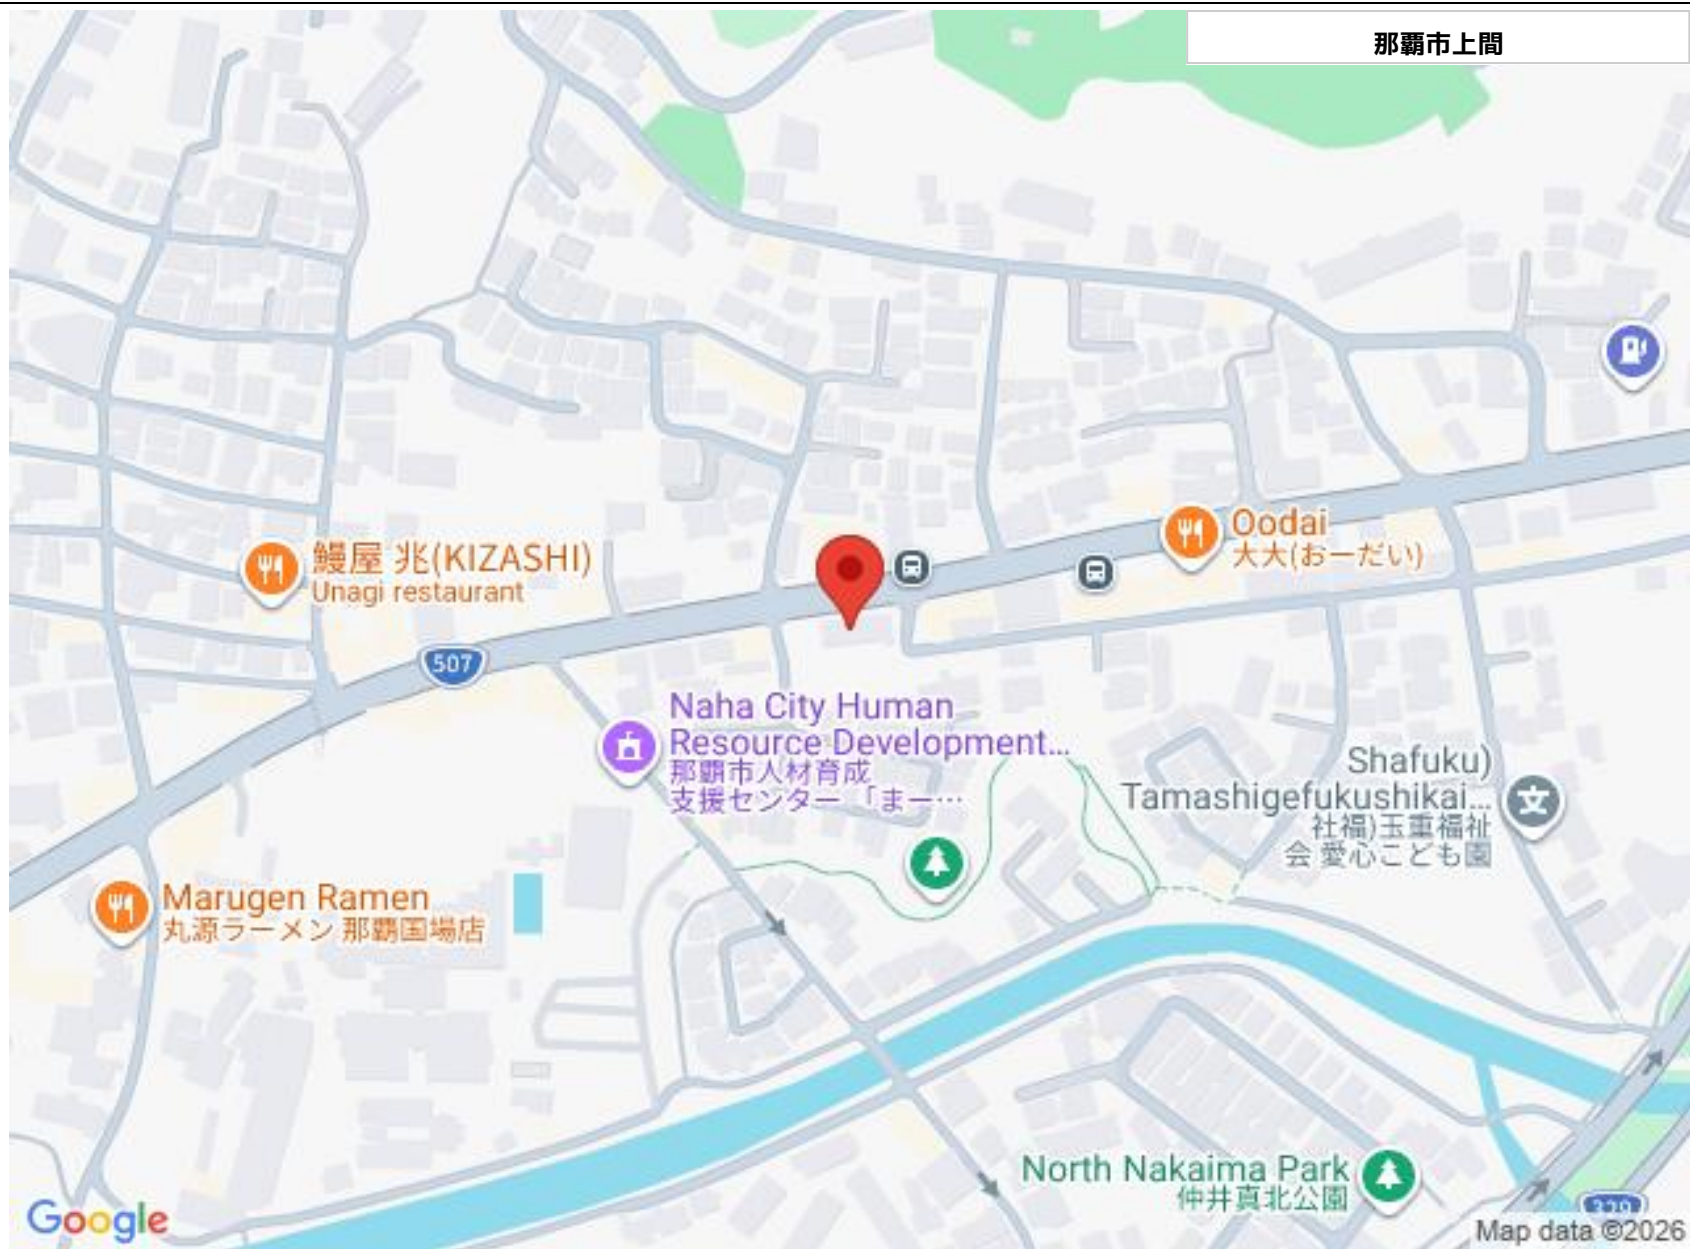 那覇市上間
Oodai
大大(おーだい)
鰻屋 兆(KIZASHI)
Unagi restaurant
507
Naha City Human
Resource Development...
那覇市人材育成
支援センター 「まー…
Shafuku)
Tamashigefukushikai...
社福)玉重福祉
会 愛心こども園
文
Marugen Ramen
丸源ラーメン 那覇国場店
North Nakaima Park
仲井真北公園
329
Google
Map data ©2026